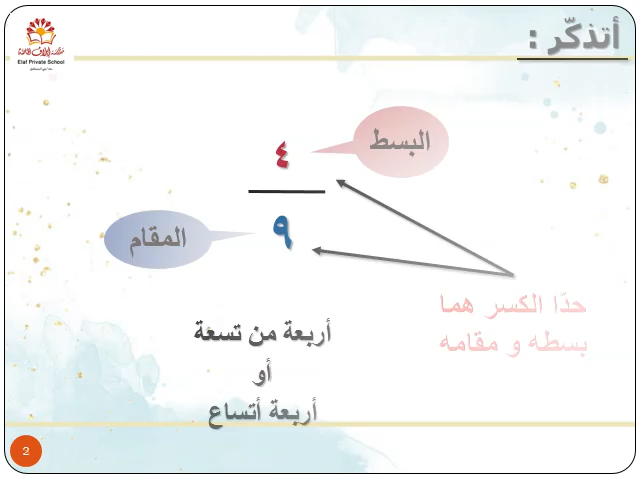 أتذكّر :
Elaf Private School
البسط
٤
٩
المقام
حدّا الكسر هما
بسطه و مقامه
أربعة من تسعة
أو
أربعة أتساع
2